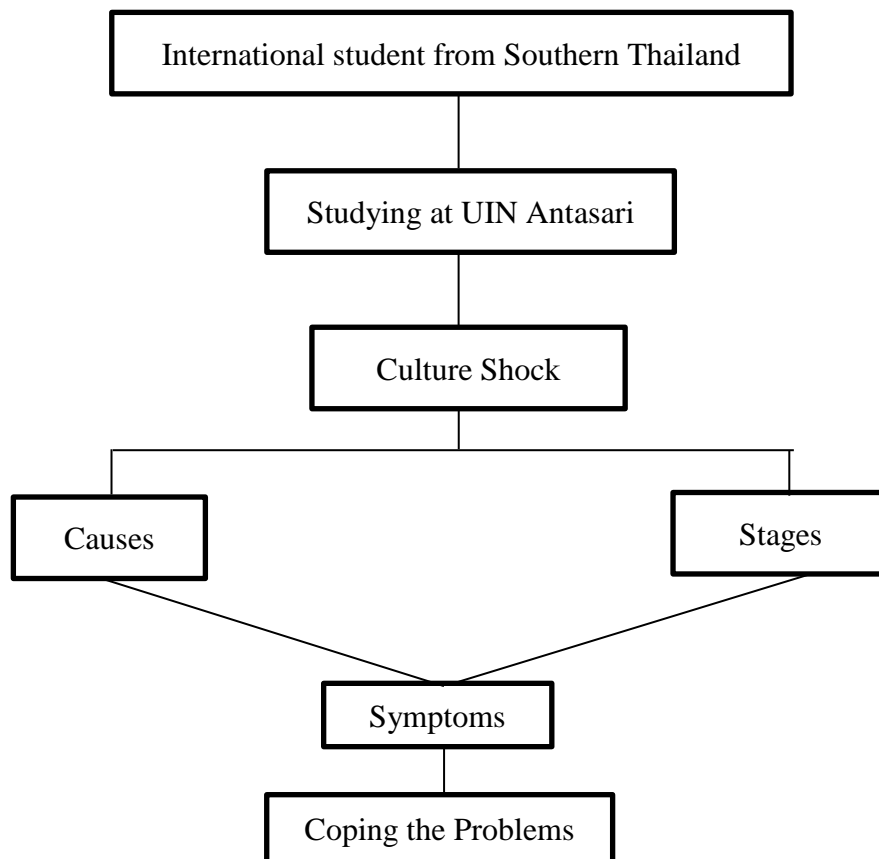 International student from Southern Thailand
Studying at UIN Antasari
Culture Shock
Causes
Stages
Symptoms
Coping the Problems